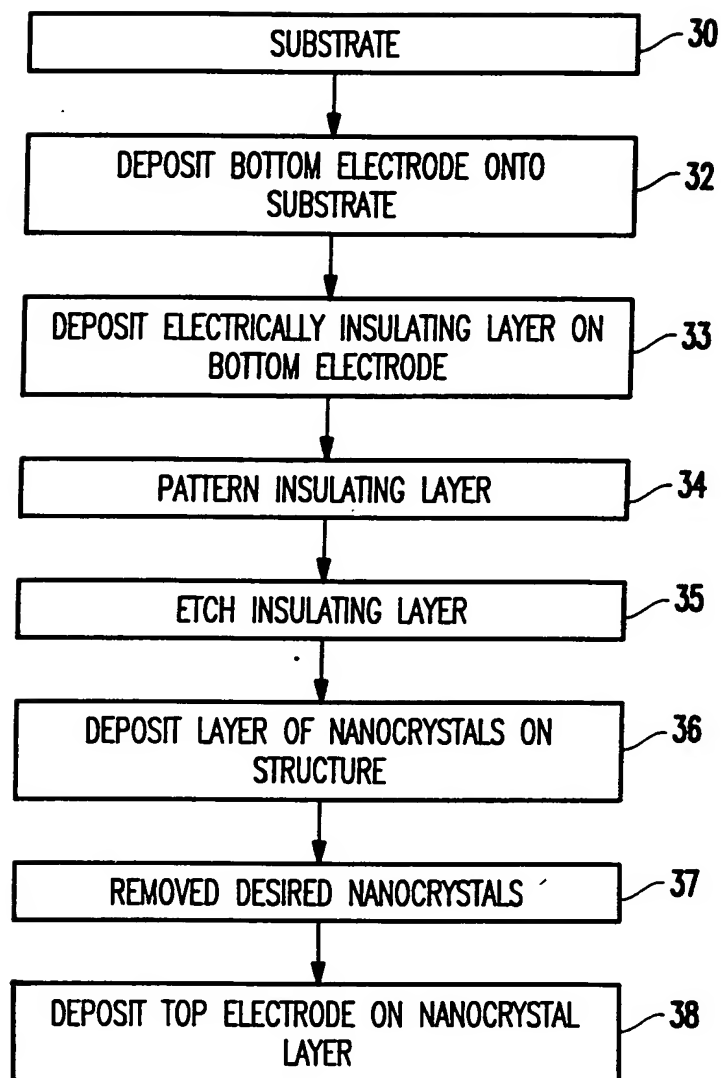 SUBSTRATE
30
DEPOSIT BOTTOM ELECTRODE ONTO
SUBSTRATE
32
DEPOSIT ELECTRICALLY INSULATING LAYER ON
BOTTOM ELECTRODE
33
PATTERN INSULATING LAYER
34
ETCH INSULATING LAYER
35
DEPOSIT LAYER OF NANOCRYSTALS ON
STRUCTURE
36
REMOVED DESIRED NANOCRYSTALS
37
DEPOSIT TOP ELECTRODE ON NANOCRYSTAL
LAYER
38